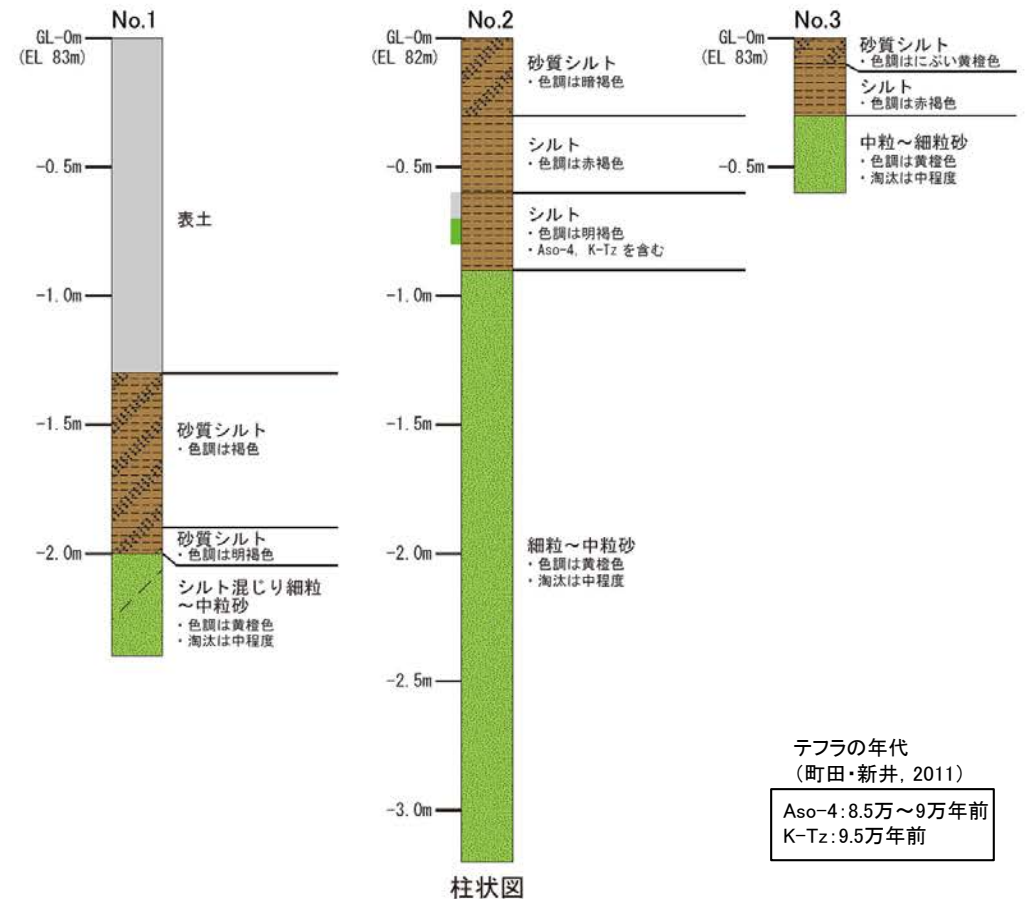 No.1
GL-0m
(EL 83m)
-0.5m
-1.0m
-1.5m
-2.0m
表土
砂質シルト
・色調は褐色
砂質シルト
・色調は明褐色
シルト混じり細粒
～中粒砂
・色調は黄橙色
・淘汰は中程度
No.2
GL-0m
(EL 82m)
-0.5m
-1.0m
-1.5m
-2.0m
-2.5m
-3.0m
砂質シルト
・色調は暗褐色
シルト
・色調は赤褐色
シルト
・色調は明褐色
・Aso-4, K-Tz を含む
細粒～中粒砂
・色調は黄橙色
・淘汰は中程度
No.3
GL-0m
(EL 83m)
-0.5m
砂質シルト
・色調はにぶい黄橙色
シルト
・色調は赤褐色
中粒～細粒砂
・色調は黄橙色
・淘汰は中程度
テフラの年代
（町田・新井, 2011）
Aso-4:8.5万～9万年前
K-Tz:9.5万年前
柱状図